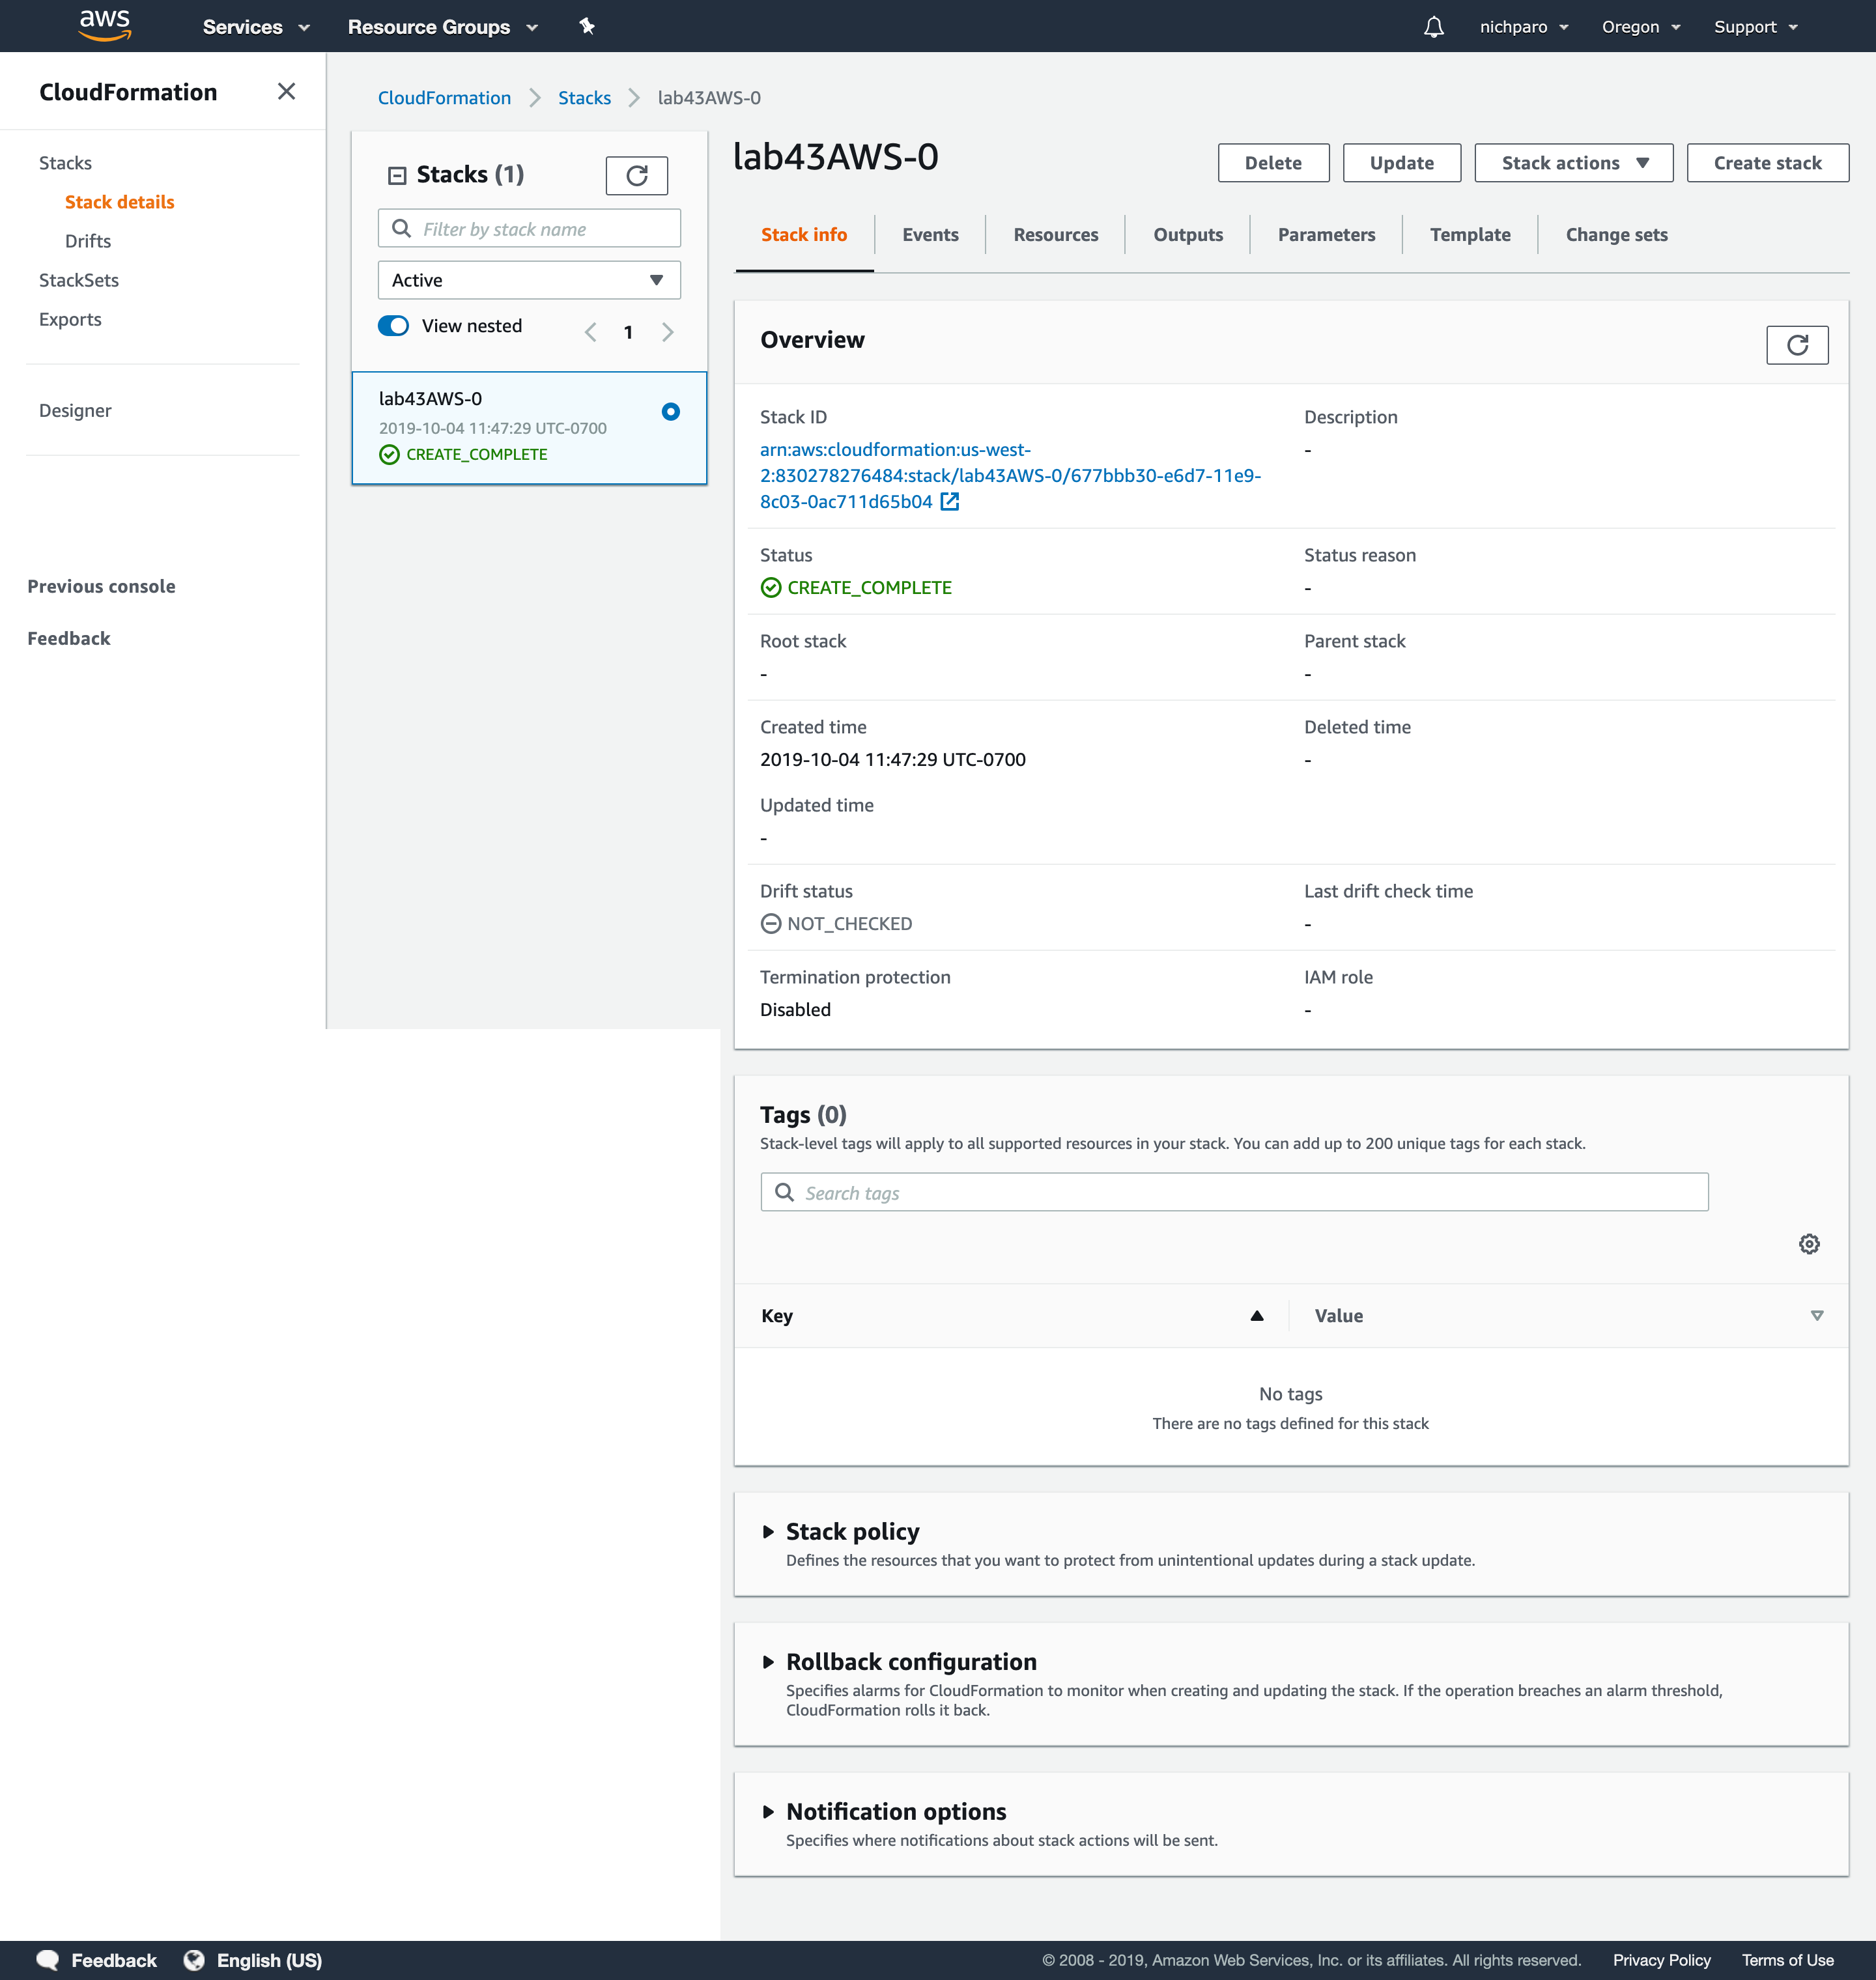 aws
Services
Resource Groups
nichparo
Oregon
Support
CloudFormation
Stacks
Stack details
Drifts
StackSets
Exports
Designer
Previous console
Feedback
CloudFormation
Stacks
lab43AWS-0
Stacks (1)
Filter by stack name
Active
View nested
1
lab43AWS-0
2019-10-04 11:47:29 UTC-0700
CREATE_COMPLETE
lab43AWS-0
Delete
Update
Stack actions
Create stack
Stack info
Events
Resources
Outputs
Parameters
Template
Change sets
Overview
Stack ID
arn:aws:cloudformation:us-west-
2:830278276484:stack/lab43AWS-0/677bbb30-e6d7-11e9-
8c03-0ac711d65b04
Description
-
Status
CREATE_COMPLETE
Status reason
-
Root stack
-
Parent stack
-
Created time
2019-10-04 11:47:29 UTC-0700
Deleted time
-
Updated time
-
Drift status
NOT_CHECKED
Last drift check time
-
Termination protection
Disabled
IAM role
-
Tags (0)
Stack-level tags will apply to all supported resources in your stack. You can add up to 200 unique tags for each stack.
Search tags
Key
Value
No tags
There are no tags defined for this stack
Stack policy
Defines the resources that you want to protect from unintentional updates during a stack update.
Rollback configuration
Specifies alarms for CloudFormation to monitor when creating and updating the stack. If the operation breaches an alarm threshold,
CloudFormation rolls it back.
Notification options
Specifies where notifications about stack actions will be sent.
Feedback
English (US)
© 2008 - 2019, Amazon Web Services, Inc. or its affiliates. All rights reserved.
Privacy Policy
Terms of Use